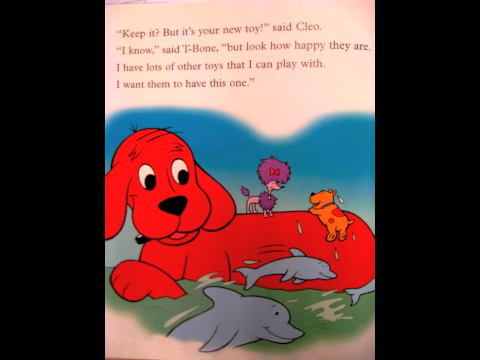 “Keep it? But it’s your new toy!” said Cleo.
“I know,” said T-Bone, “but look how happy they are.
I have lots of other toys that I can play with.
I want them to have this one.”